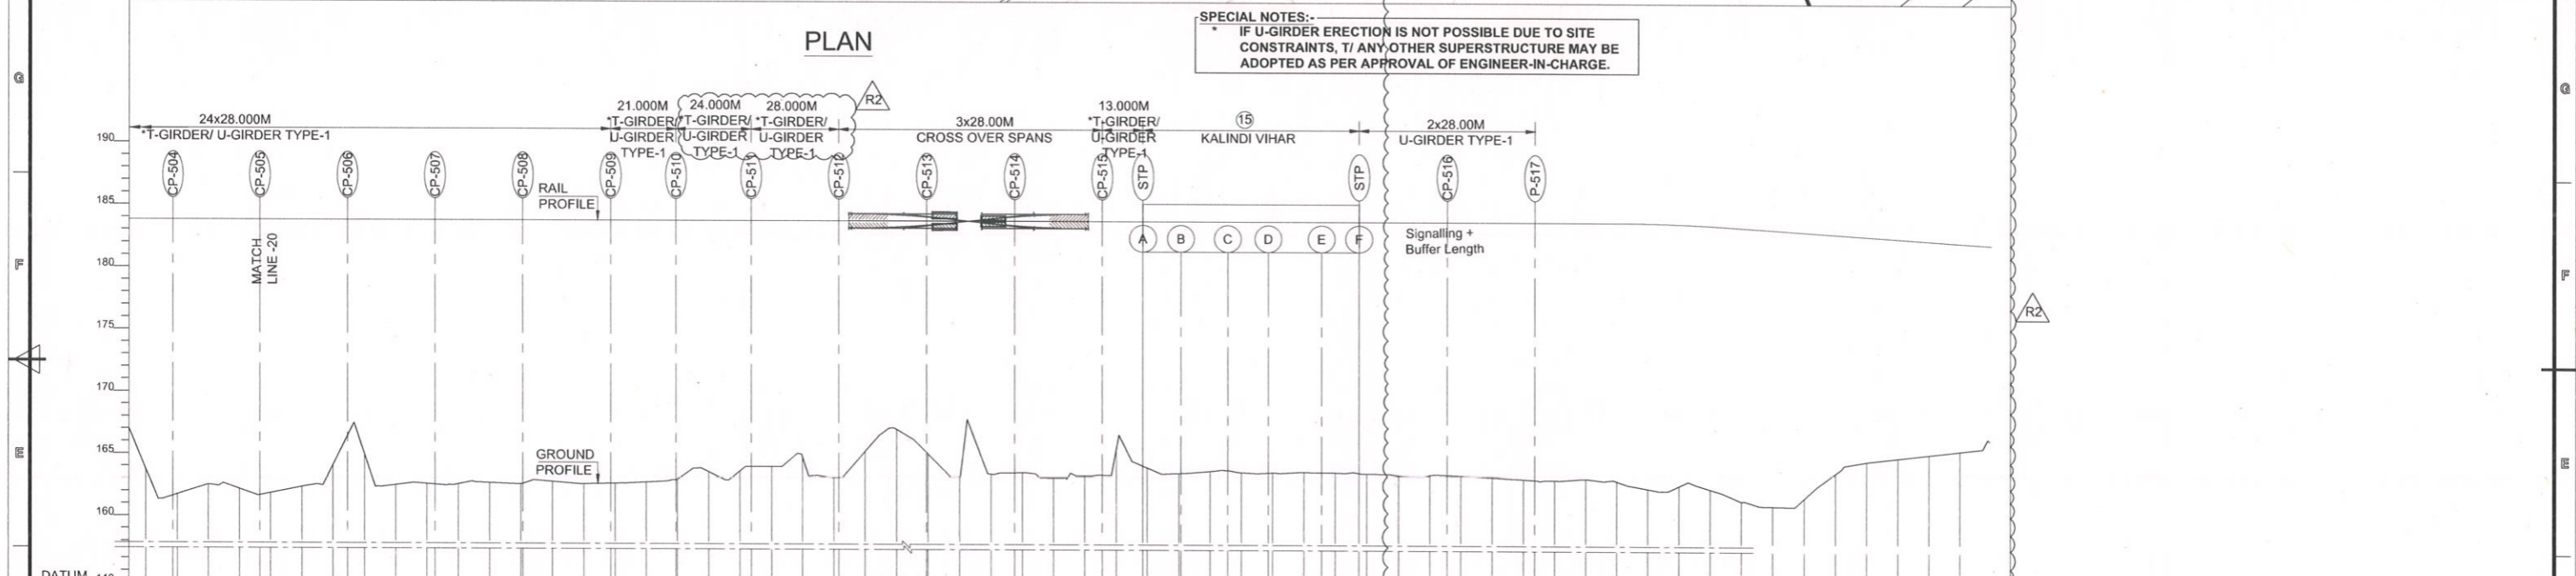 PLAN
SPECIAL NOTES:-
* IF U-GIRDER ERECTION IS NOT POSSIBLE DUE TO SITE
CONSTRAINTS, T/ ANY OTHER SUPERSTRUCTURE MAY BE
ADOPTED AS PER APPROVAL OF ENGINEER-IN-CHARGE.
G
G
R2
24x28.000M
*T-GIRDER/ U-GIRDER TYPE-1
21.000M
*T-GIRDER/
U-GIRDER
TYPE-1
24.000M
*T-GIRDER/
U-GIRDER
TYPE-1
28.000M
*T-GIRDER/
U-GIRDER
TYPE-1
3x28.00M
CROSS OVER SPANS
13.000M
*T-GIRDER/
U-GIRDER
TYPE-1
15
KALINDI VIHAR
2x28.00M
U-GIRDER TYPE-1
190
CP-504
CP-505
CP-506
CP-507
CP-508
CP-509
CP-510
CP-511
CP-512
CP-513
CP-514
CP-515
STP
STP
CP-516
P-517
185
RAIL
PROFILE
MATCH
LINE -20
A
B
C
D
E
F
Signalling +
Buffer Length
180
F
F
R2
175
170
165
E
E
GROUND
PROFILE
160
DATUM